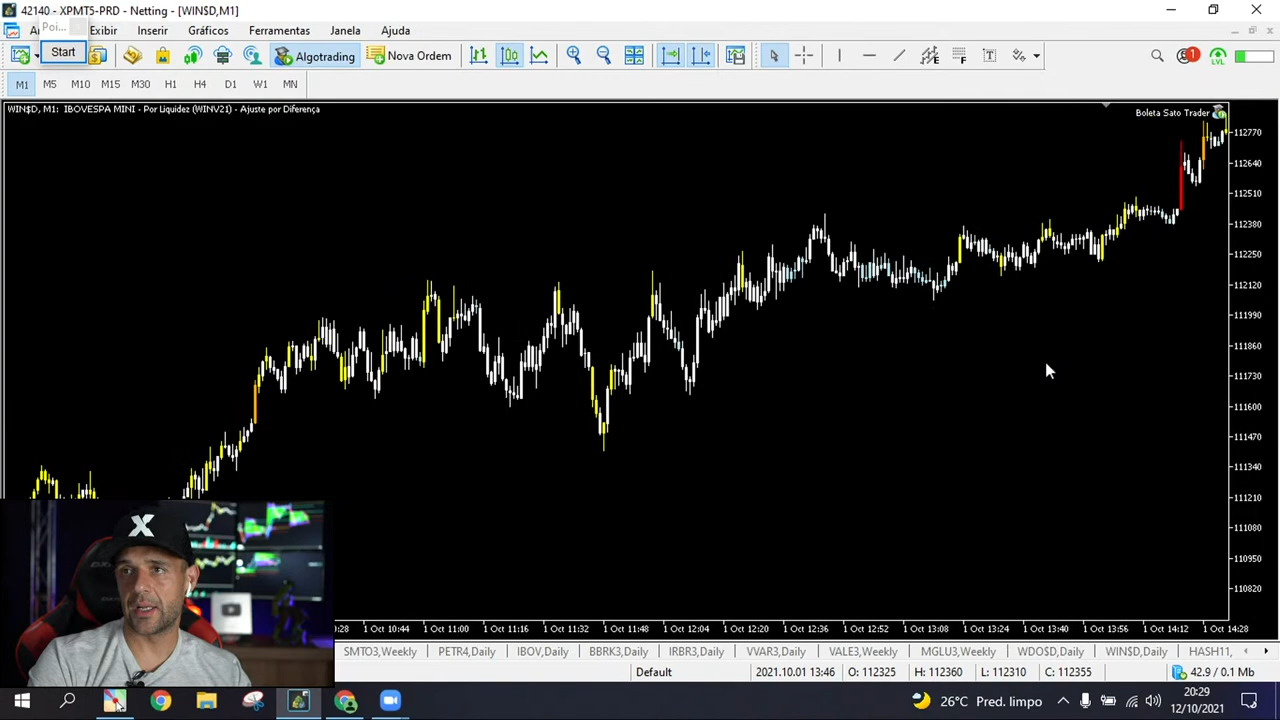 42140 - XPMT5-PRD - Netting - [WIN$D,M1]
Poi...
Exibir Inserir Gráficos Ferramentas Janela Ajuda
Start
Algotrading
Nova Ordem
1
LVL
M1 M5 M10 M15 M30 H1 H4 D1 W1 MN
WIN$D, M1: IBOVESPA MINI - Por Liquidez (WINV21) - Ajuste por Diferença
Boleta Sato Trader
112770
112640
112510
112380
112250
112120
111990
111860
111730
111600
111470
111340
111210
111080
110950
110820
X
0:28 1 Oct 10:44 1 Oct 11:00 1 Oct 11:16 1 Oct 11:32 1 Oct 11:48 1 Oct 12:04 1 Oct 12:20 1 Oct 12:36 1 Oct 12:52 1 Oct 13:08 1 Oct 13:24 1 Oct 13:40 1 Oct 13:56 1 Oct 14:12 1 Oct 14:28
SMTO3,Weekly PETR4,Daily IBOV,Daily BBRK3,Daily IRBR3,Daily VVAR3,Daily VALE3,Weekly MGLU3,Weekly WDO$D,Daily WIN$D,Daily HASH11,
Default 2021.10.01 13:46 O: 112325 H: 112360 L: 112310 C: 112355 42.9 / 0.1 Mb
26°C Pred. limpo
20:29
12/10/2021